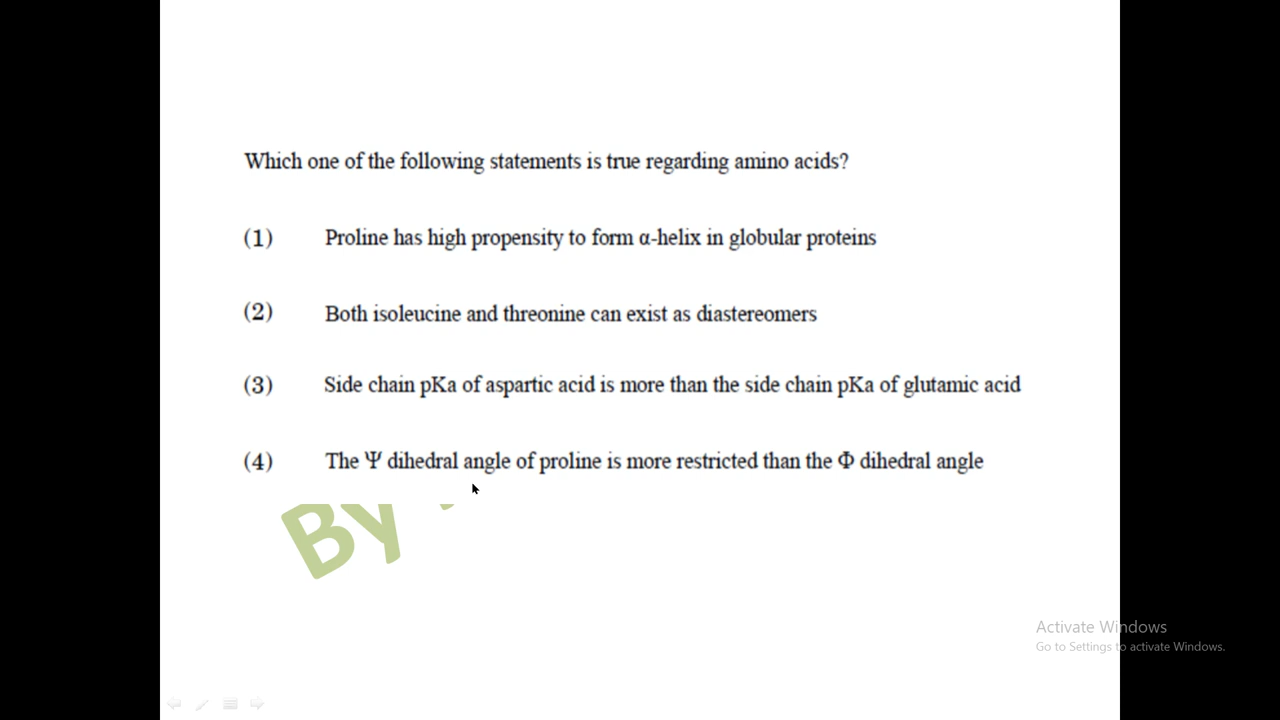 Which one of the following statements is true regarding amino acids?
(1) Proline has high propensity to form α-helix in globular proteins
(2) Both isoleucine and threonine can exist as diastereomers
(3) Side chain pKa of aspartic acid is more than the side chain pKa of glutamic acid
(4) The Ψ dihedral angle of proline is more restricted than the Φ dihedral angle
By
Activate Windows
Go to Settings to activate Windows.